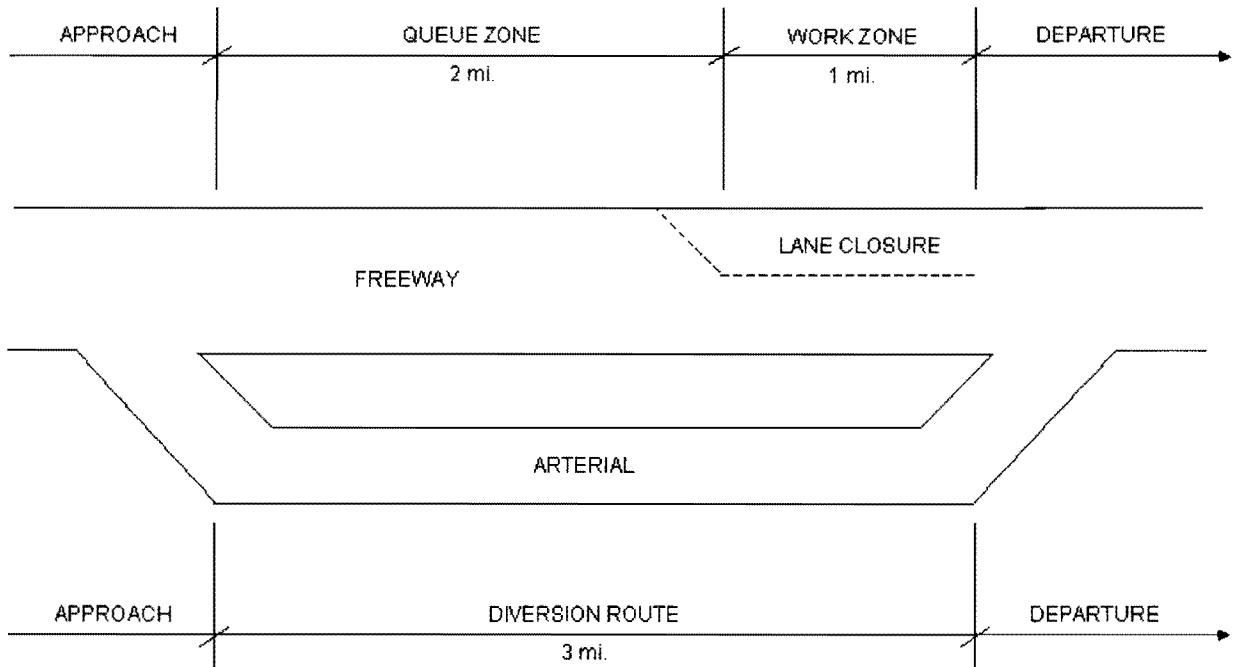 APPROACH QUEUE ZONE WORK ZONE DEPARTURE
2 mi. 1 mi.
LANE CLOSURE
FREEWAY
ARTERIAL
APPROACH DIVERSION ROUTE DEPARTURE
3 mi.